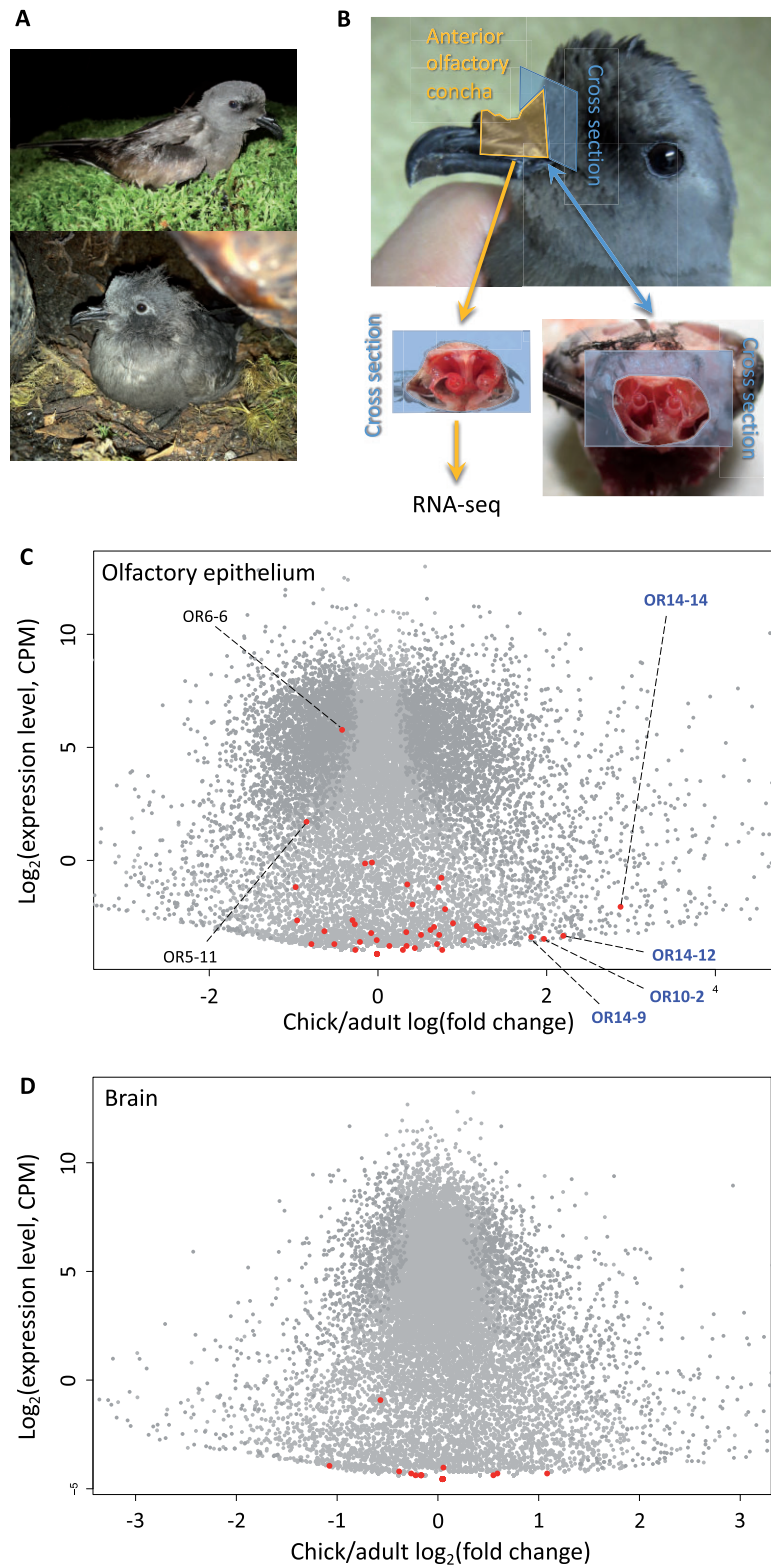 A
B
Anterior
olfactory
concha
Cross section
Cross section
Cross section
RNA-seq
C
Olfactory epithelium
OR6-6
OR14-14
OR5-11
OR14-12
OR10-2
OR14-9
Log2(expression level, CPM)
10
5
0
-2
0
2
4
4
Chick/adult log(fold change)
D
Brain
Log2(expression level, CPM)
10
5
0
-5
-3
-2
-1
0
1
2
3
Chick/adult log2(fold change)